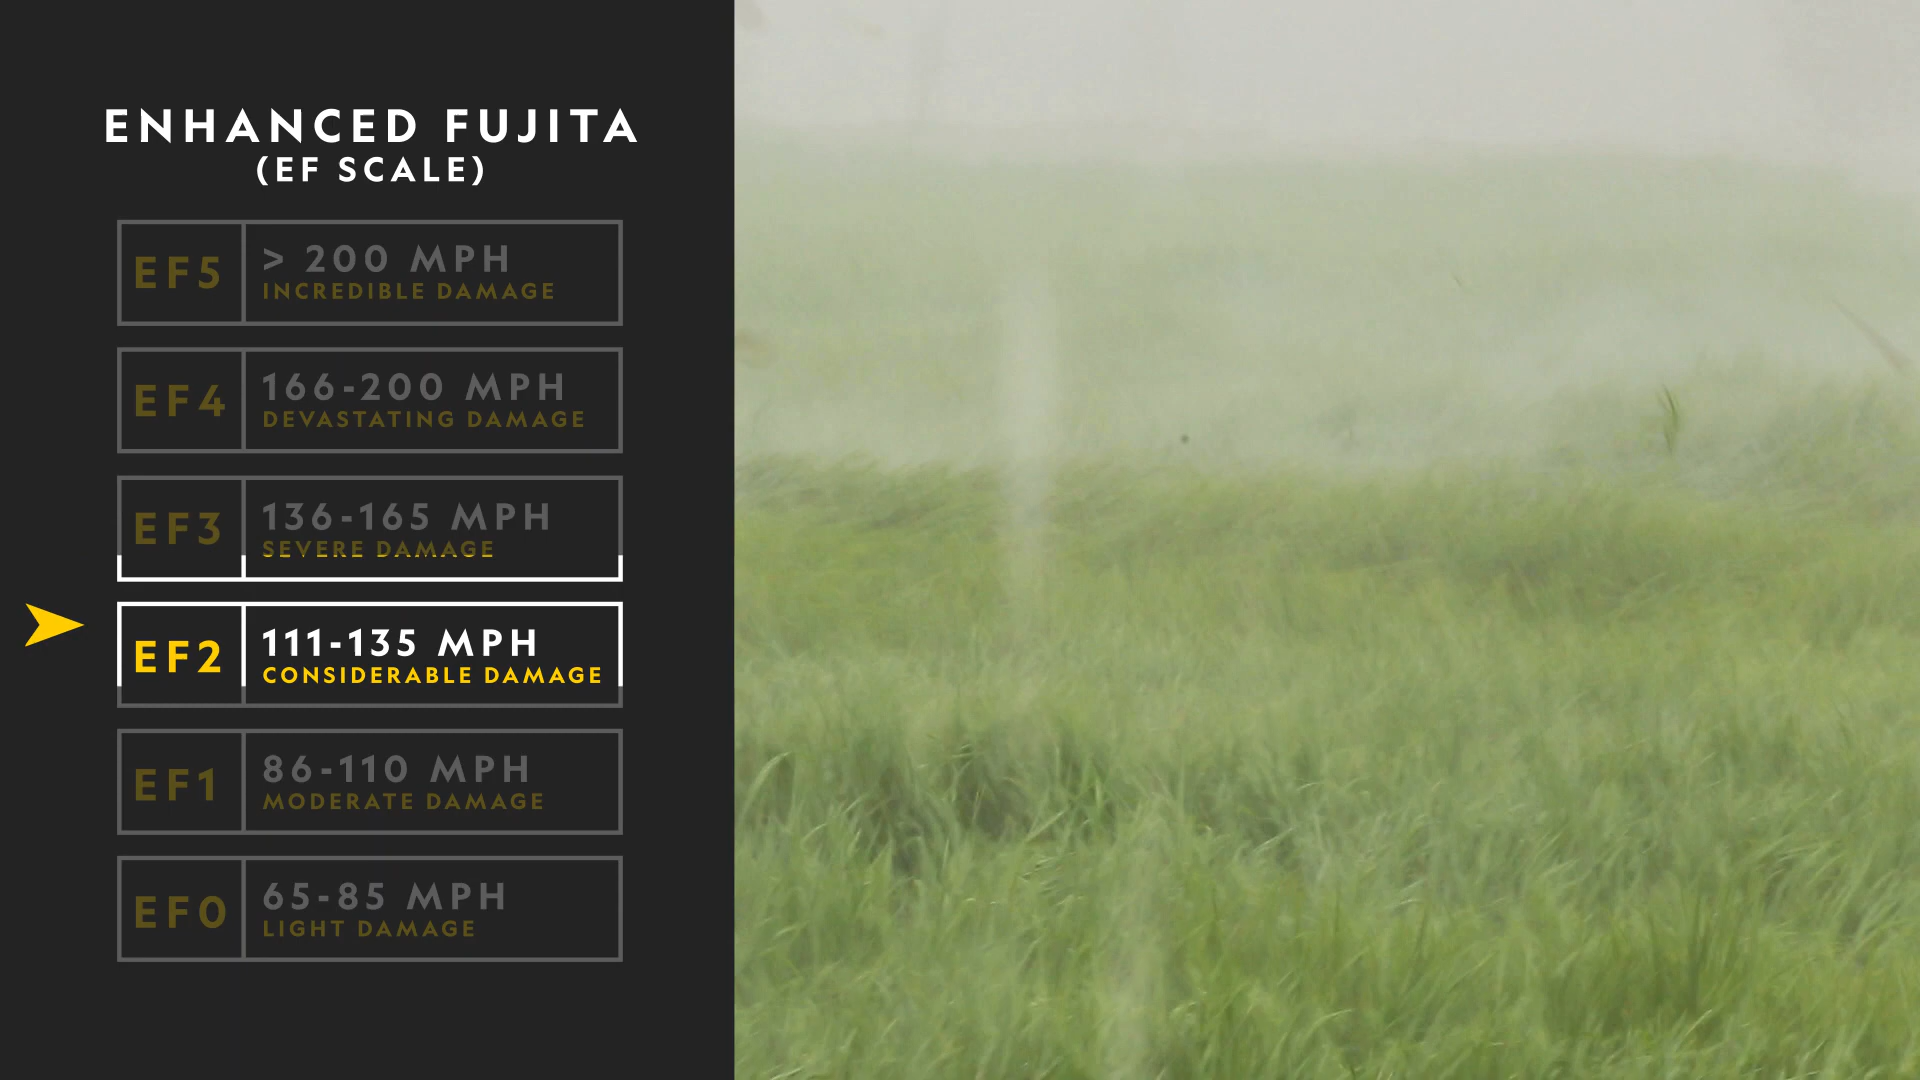 ENHANCED FUJITA
(EF SCALE)
EF5
> 200 MPH
INCREDIBLE DAMAGE
EF4
166-200 MPH
DEVASTATING DAMAGE
EF3
136-165 MPH
SEVERE DAMAGE
EF2
111-135 MPH
CONSIDERABLE DAMAGE
EF1
86-110 MPH
MODERATE DAMAGE
EF0
65-85 MPH
LIGHT DAMAGE